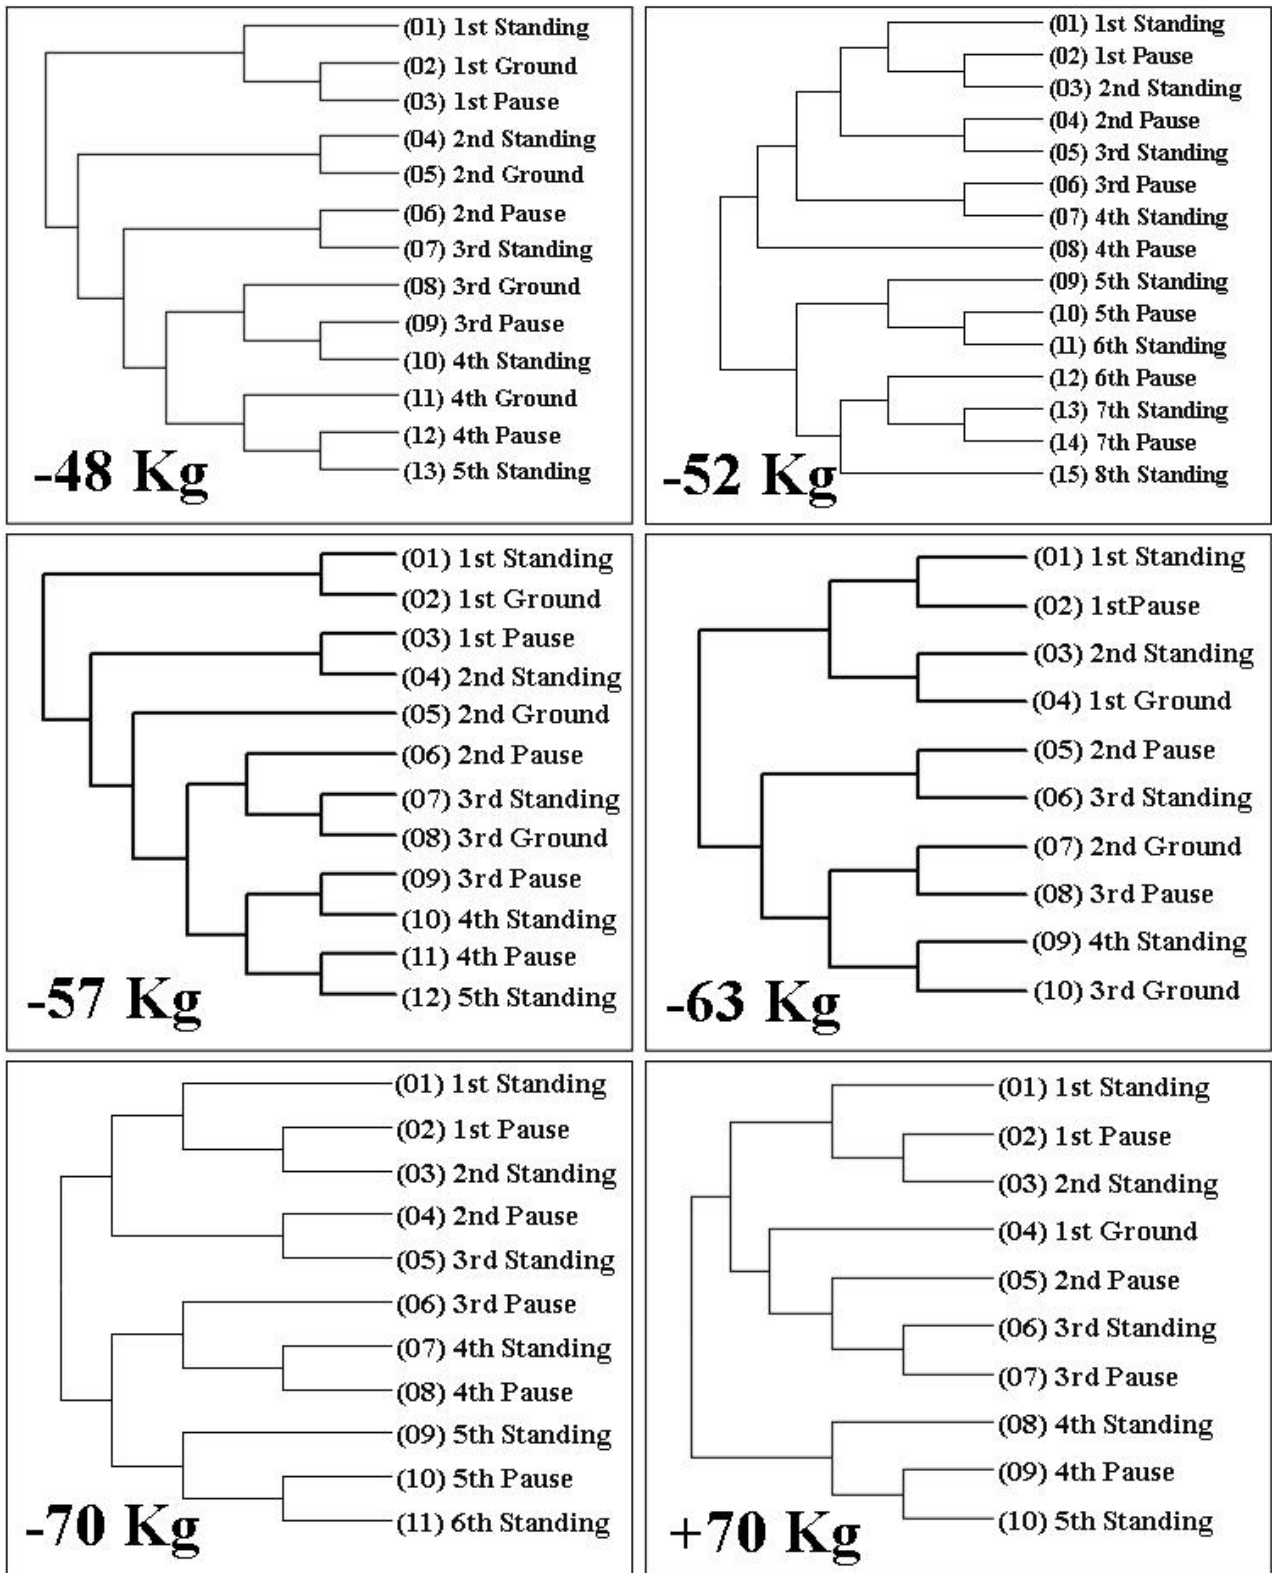 (01) 1st Standing
(02) 1st Ground
(03) 1st Pause
(04) 2nd Standing
(05) 2nd Ground
(06) 2nd Pause
(07) 3rd Standing
(08) 3rd Ground
(09) 3rd Pause
(10) 4th Standing
(11) 4th Ground
(12) 4th Pause
(13) 5th Standing
-48 Kg
(01) 1st Standing
(02) 1st Pause
(03) 2nd Standing
(04) 2nd Pause
(05) 3rd Standing
(06) 3rd Pause
(07) 4th Standing
(08) 4th Pause
(09) 5th Standing
(10) 5th Pause
(11) 6th Standing
(12) 6th Pause
(13) 7th Standing
(14) 7th Pause
(15) 8th Standing
-52 Kg
(01) 1st Standing
(02) 1st Ground
(03) 1st Pause
(04) 2nd Standing
(05) 2nd Ground
(06) 2nd Pause
(07) 3rd Standing
(08) 3rd Ground
(09) 3rd Pause
(10) 4th Standing
(11) 4th Pause
(12) 5th Standing
-57 Kg
(01) 1st Standing
(02) 1stPause
(03) 2nd Standing
(04) 1st Ground
(05) 2nd Pause
(06) 3rd Standing
(07) 2nd Ground
(08) 3rd Pause
(09) 4th Standing
(10) 3rd Ground
-63 Kg
(01) 1st Standing
(02) 1st Pause
(03) 2nd Standing
(04) 2nd Pause
(05) 3rd Standing
(06) 3rd Pause
(07) 4th Standing
(08) 4th Pause
(09) 5th Standing
(10) 5th Pause
(11) 6th Standing
-70 Kg
(01) 1st Standing
(02) 1st Pause
(03) 2nd Standing
(04) 1st Ground
(05) 2nd Pause
(06) 3rd Standing
(07) 3rd Pause
(08) 4th Standing
(09) 4th Pause
(10) 5th Standing
+70 Kg